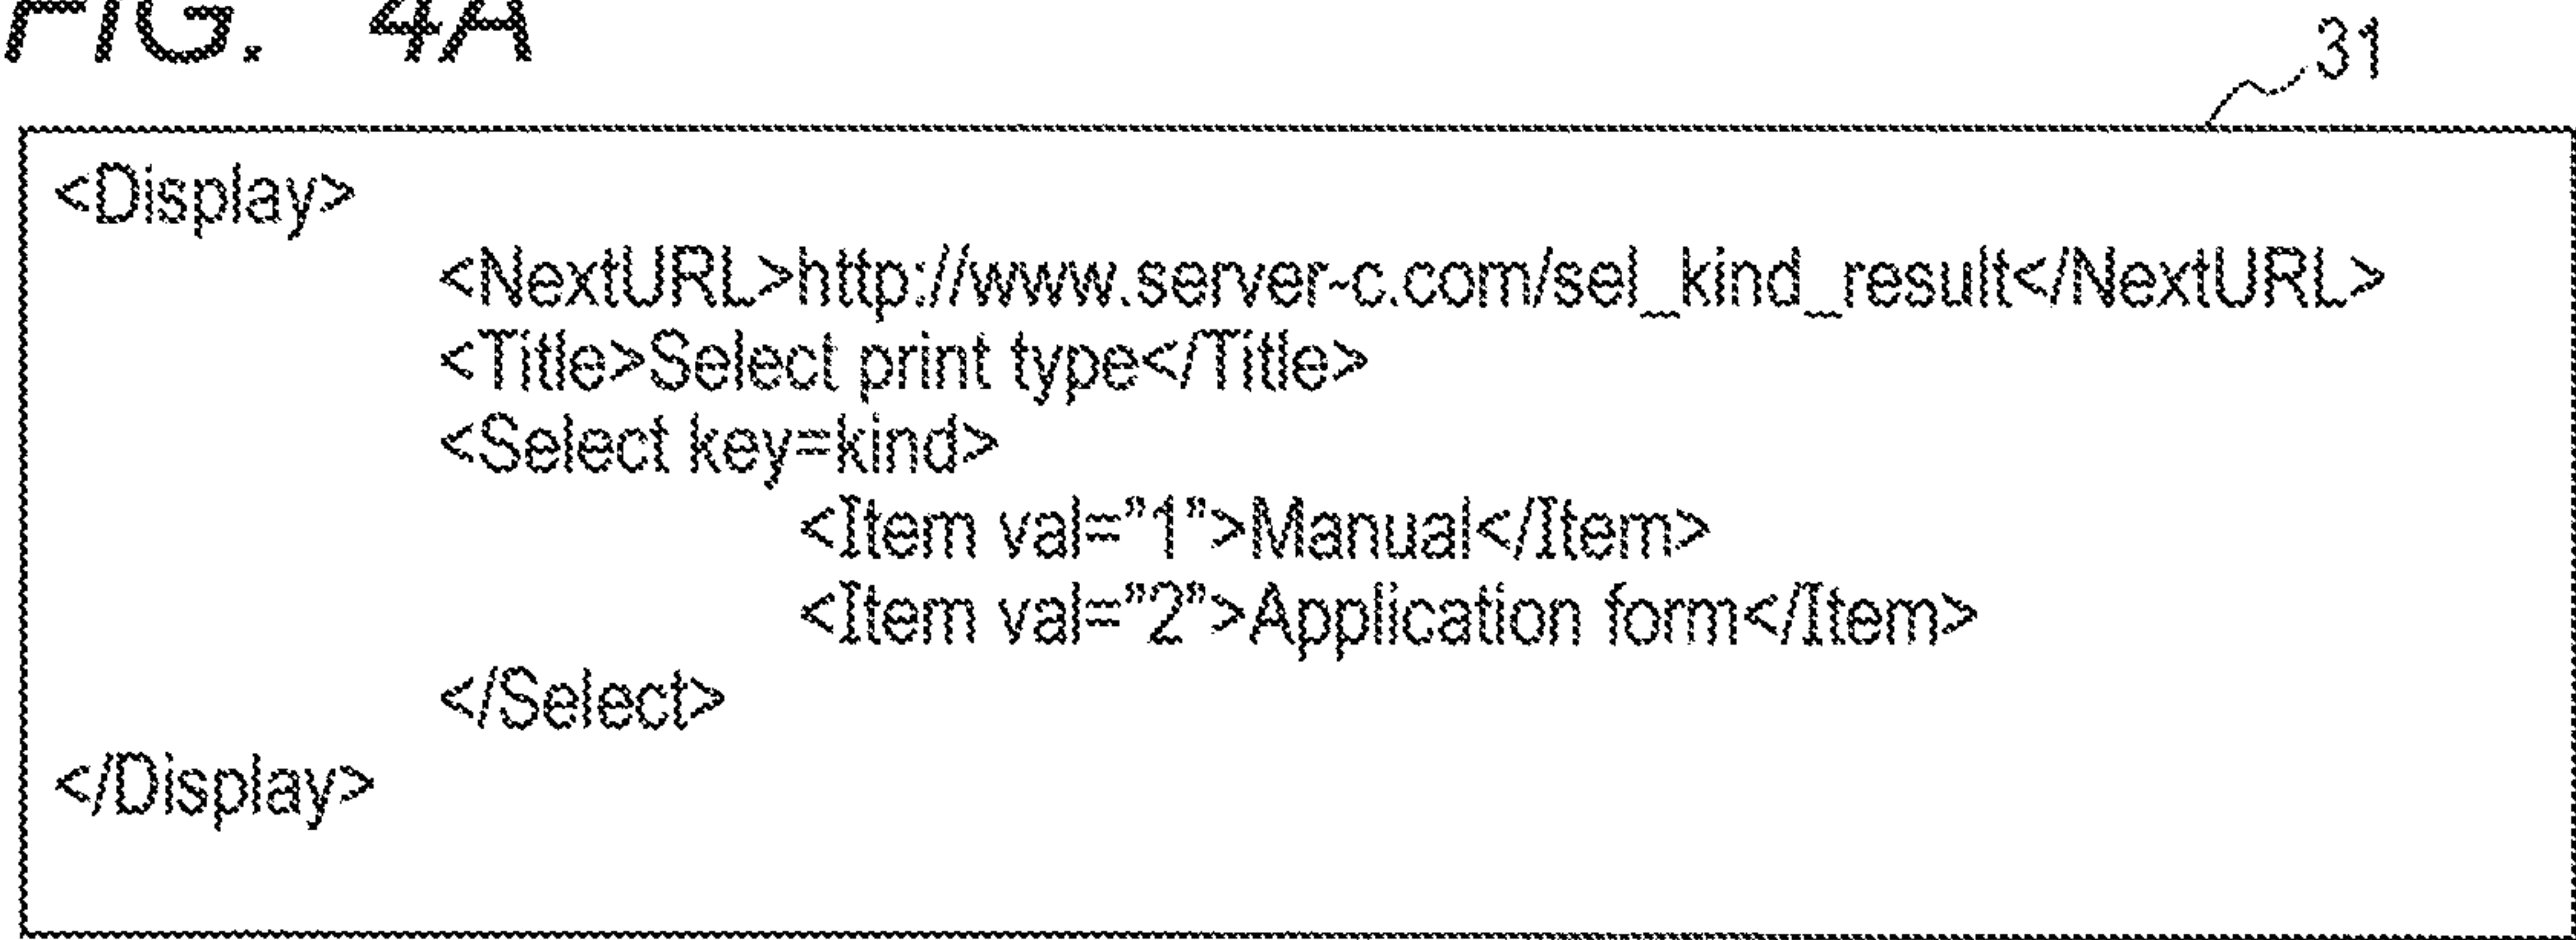 FIG. 4A
31
<Display>
<NextURL>http://www.server-c.com/sel_kind_result</NextURL>
<Title>Select print type</Title>
<Select key=kind>
<Item val=”1”>Manual</Item>
<Item val=”2”>Application form</Item>
</Select>
</Display>